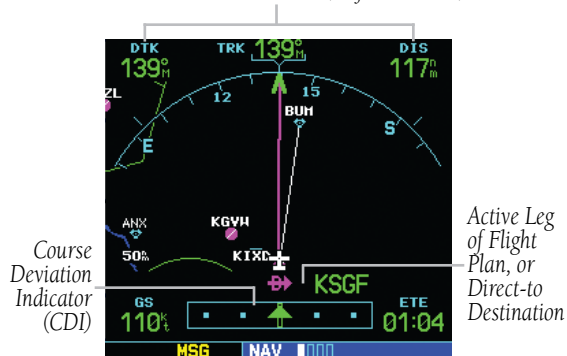 DTK
TRK 139°M
DIS
139°M
117nm
ZL
12
15
BUM
E
S
ANX
KGVW
50nm
KIXD
Course
Deviation
Indicator
(CDI)
Active Leg
of Flight
Plan, or
Direct-to
Destination
D
KSGF
GS
110kt
ETE
01:04
MSG
NAV